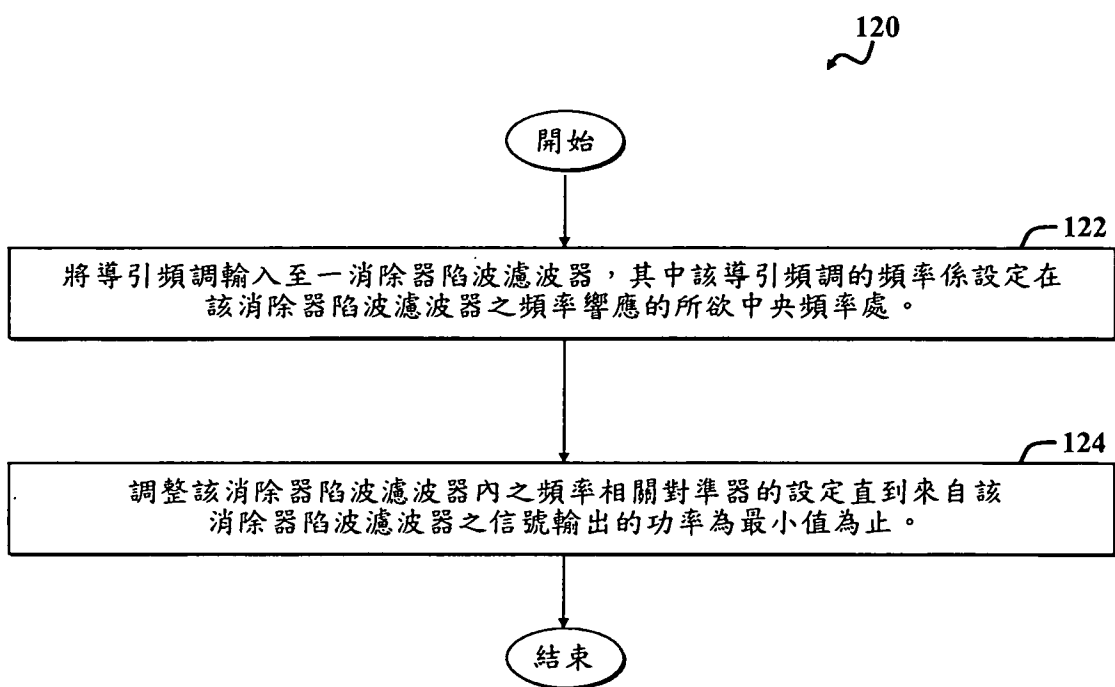 120
開始
122
將導引頻調輸入至一消除器陷波濾波器，其中該導引頻調的頻率係設定在
該消除器陷波濾波器之頻率響應的所欲中央頻率處。
124
調整該消除器陷波濾波器內之頻率相關對準器的設定直到來自該
消除器陷波濾波器之信號輸出的功率為最小值為止。
結束